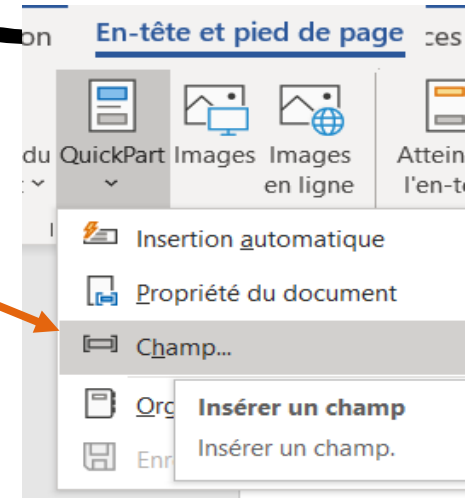 En-tête et pied de page
du QuickPart Images Images
en ligne
Insertion automatique
Propriété du document
Champ...
Insérer un champ
Insérer un champ.